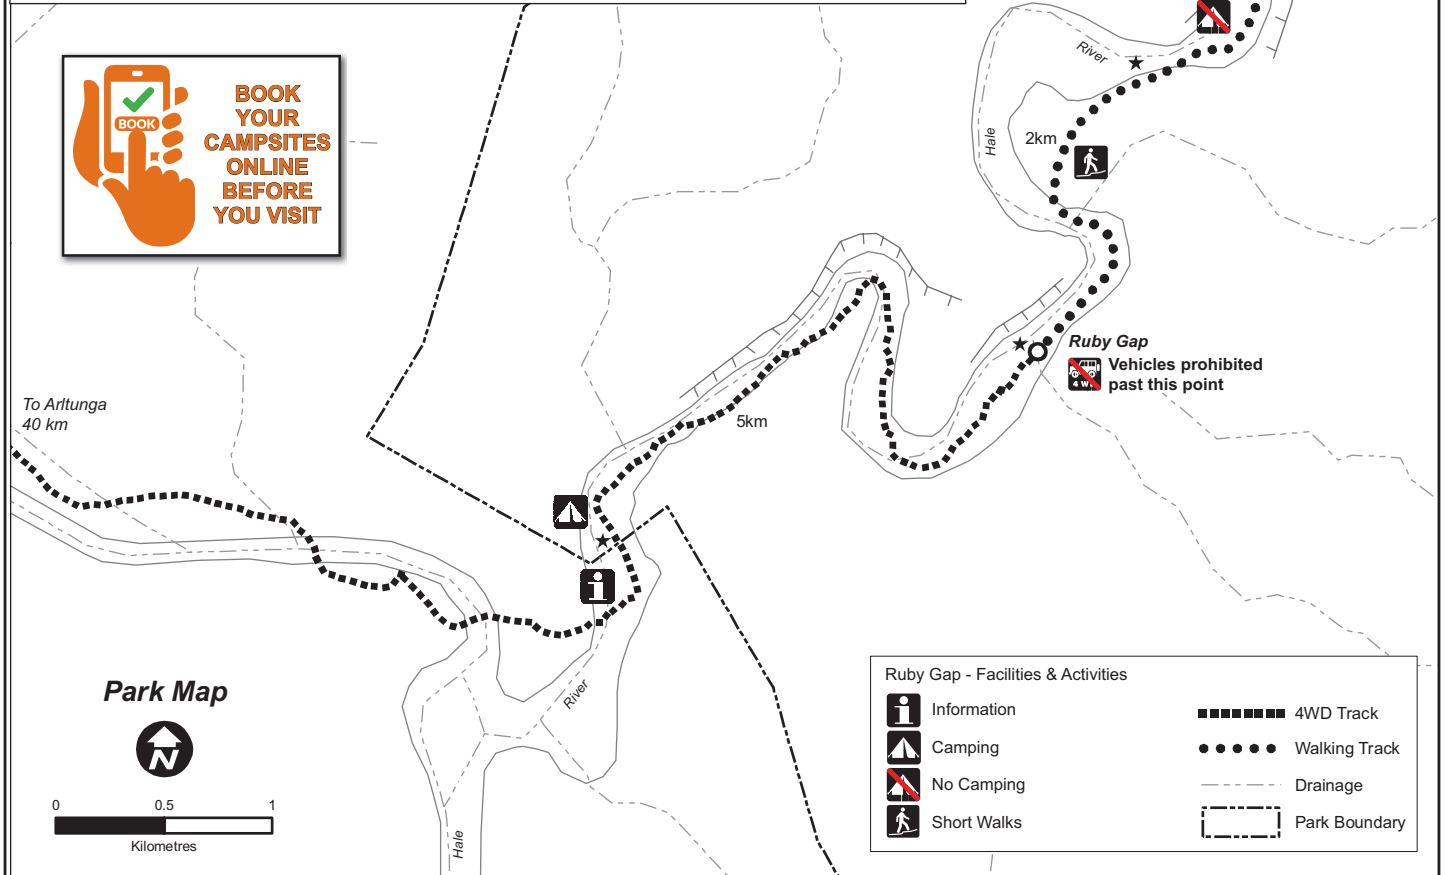 BOOK
BOOK
YOUR
CAMPSITES
ONLINE
BEFORE
YOU VISIT
River
Hale
2km
Ruby Gap
4 W
Vehicles prohibited
past this point
To Arltunga
40 km
5km
River
Hale
Park Map
N
0 0.5 1
Kilometres
Ruby Gap - Facilities & Activities
Information
Camping
No Camping
Short Walks
4WD Track
Walking Track
Drainage
Park Boundary